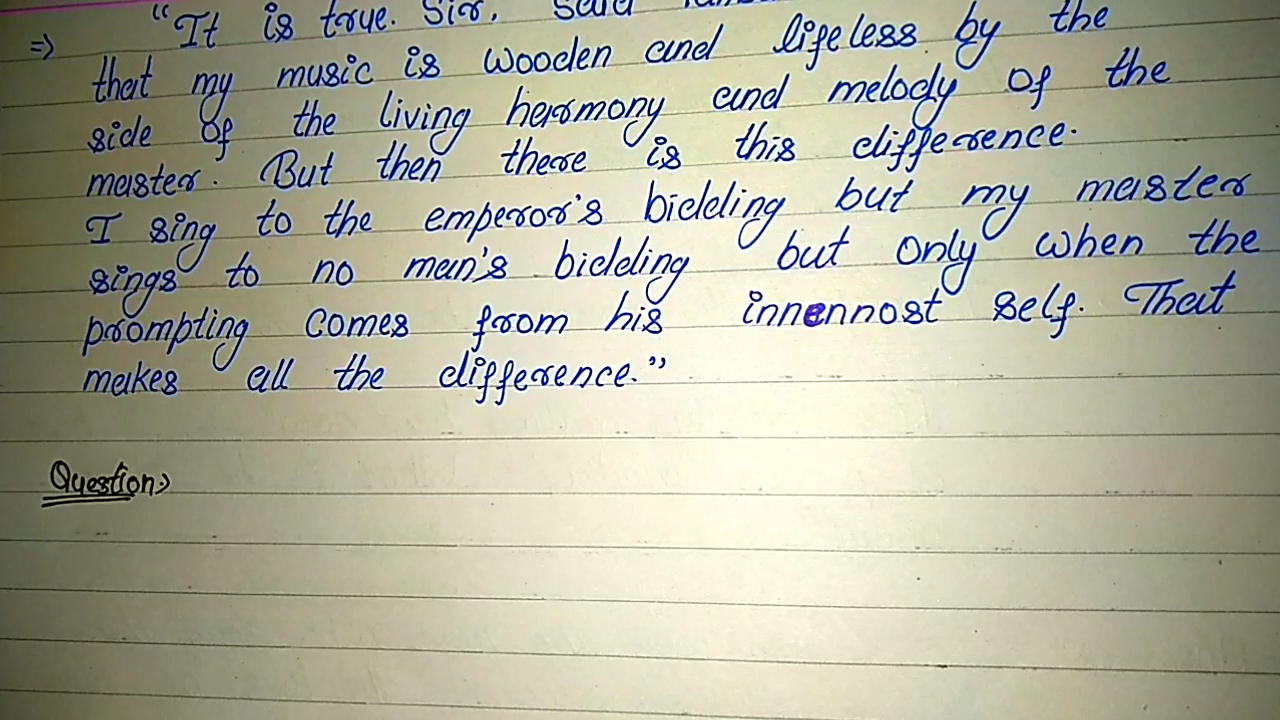 "It is true. Sir, said
=> that my music is wooden and lifeless by the
side of the living harmony and melody of the
master. But then there is this difference.
I sing to the emperor's bidding but my master
sings to no man's bidding but only when the
prompting comes from his innennost self. That
makes all the difference."
Question:>